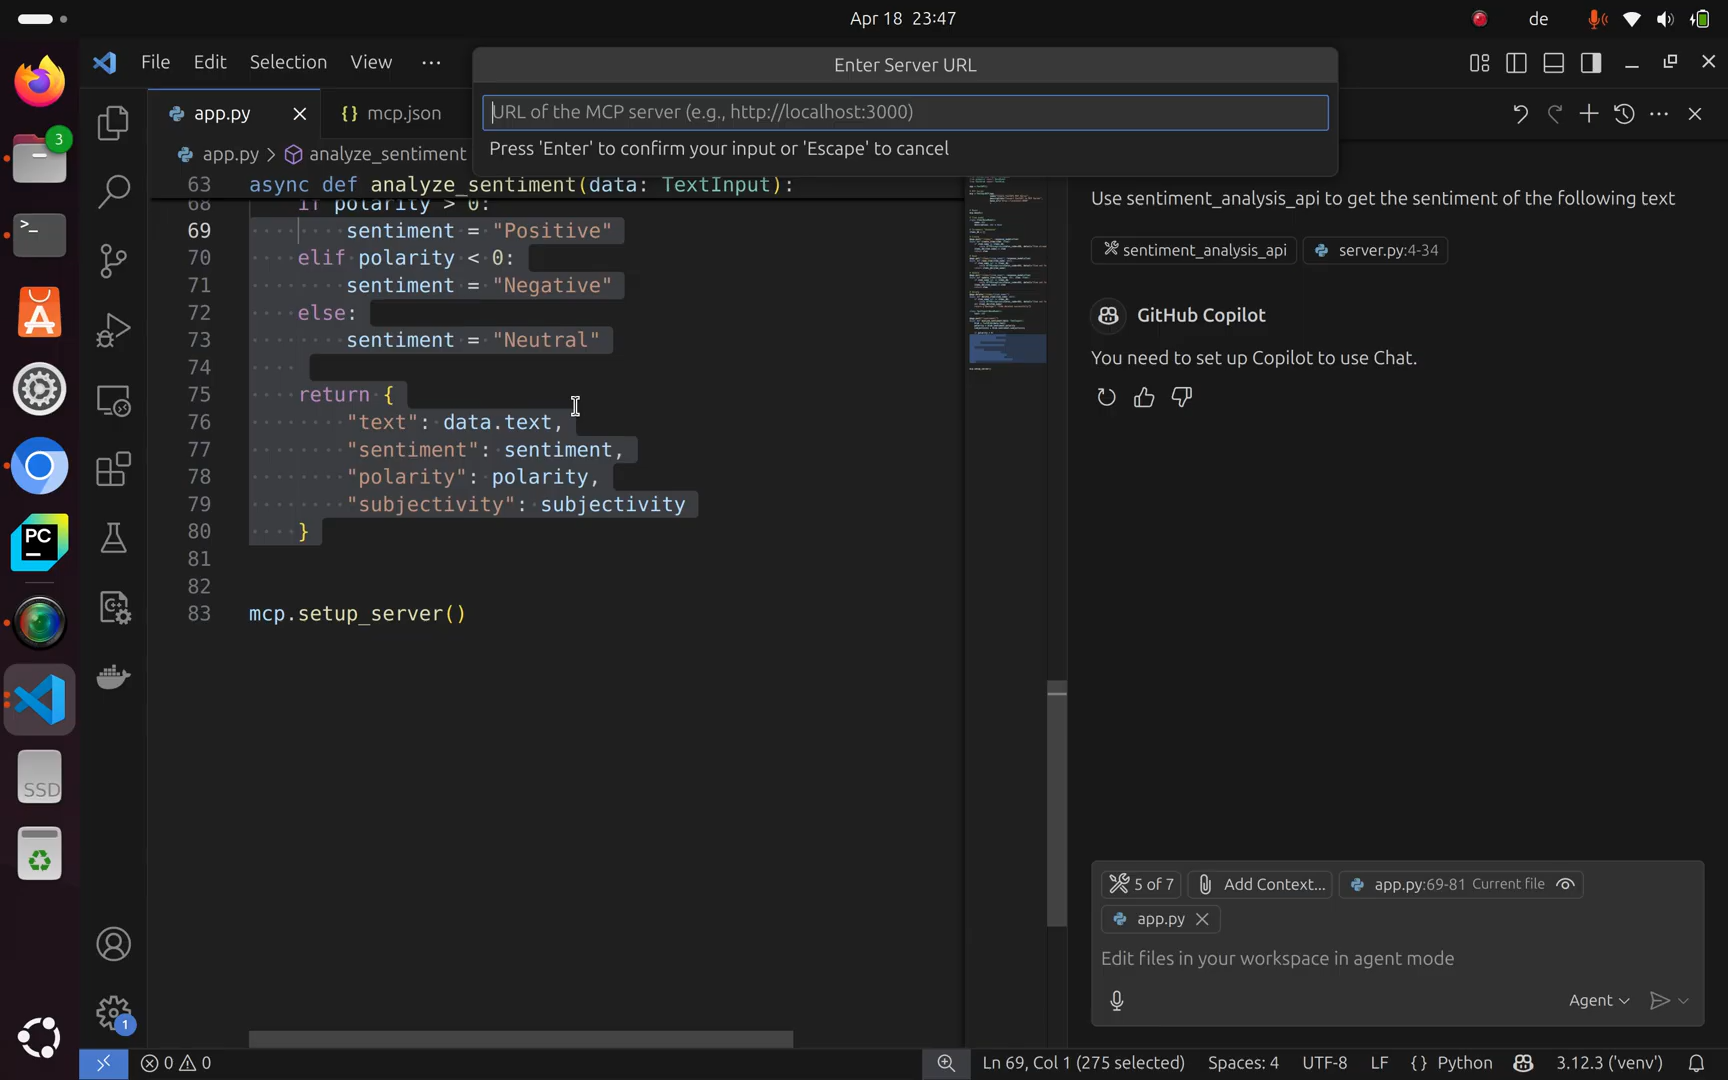 Apr 18 23:47
de
3
File Edit Selection View ···
Enter Server URL
URL of the MCP server (e.g., http://localhost:3000)
Press 'Enter' to confirm your input or 'Escape' to cancel
app.py
{} mcp.json
app.py > analyze_sentiment
63 async def analyze_sentiment(data: TextInput):
68 if polarity > 0:
69 sentiment = "Positive"
70 elif polarity < 0:
71 sentiment = "Negative"
72 else:
73 sentiment = "Neutral"
74
75 return {
76 "text": data.text,
77 "sentiment": sentiment,
78 "polarity": polarity,
79 "subjectivity": subjectivity
80 }
81
82
83 mcp.setup_server()
Use sentiment_analysis_api to get the sentiment of the following text
sentiment_analysis_api
server.py:4-34
GitHub Copilot
You need to set up Copilot to use Chat.
5 of 7
Add Context...
app.py:69-81 Current file
app.py
Edit files in your workspace in agent mode
Agent
PC
SSD
1
0 0
Ln 69, Col 1 (275 selected)
Spaces: 4
UTF-8
LF
{} Python
3.12.3 ('venv')